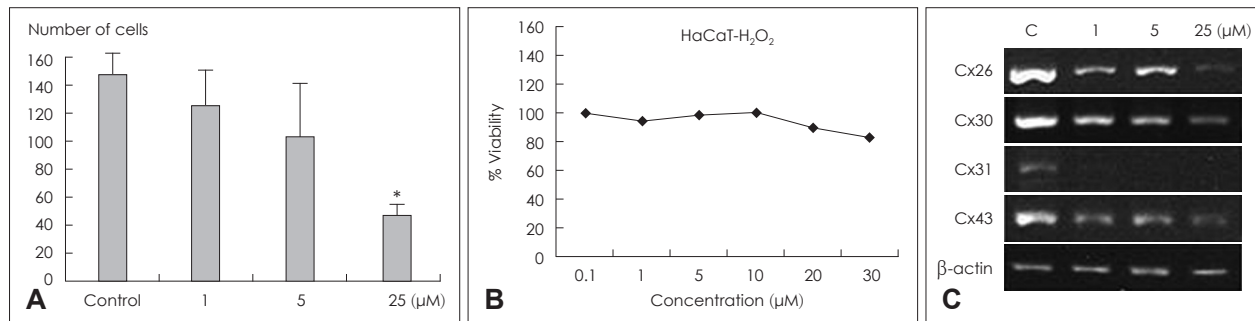 Number of cells
160
140
120
100
80
60
40
20
0
*
Control 1 5 25 (μM)
A
160
140
120
100
80
60
40
20
0
% Viability
HaCaT-H₂O₂
0.1 1 5 10 20 30
Concentration (μM)
B
C 1 5 25 (μM)
Cx26
Cx30
Cx31
Cx43
β-actin
C